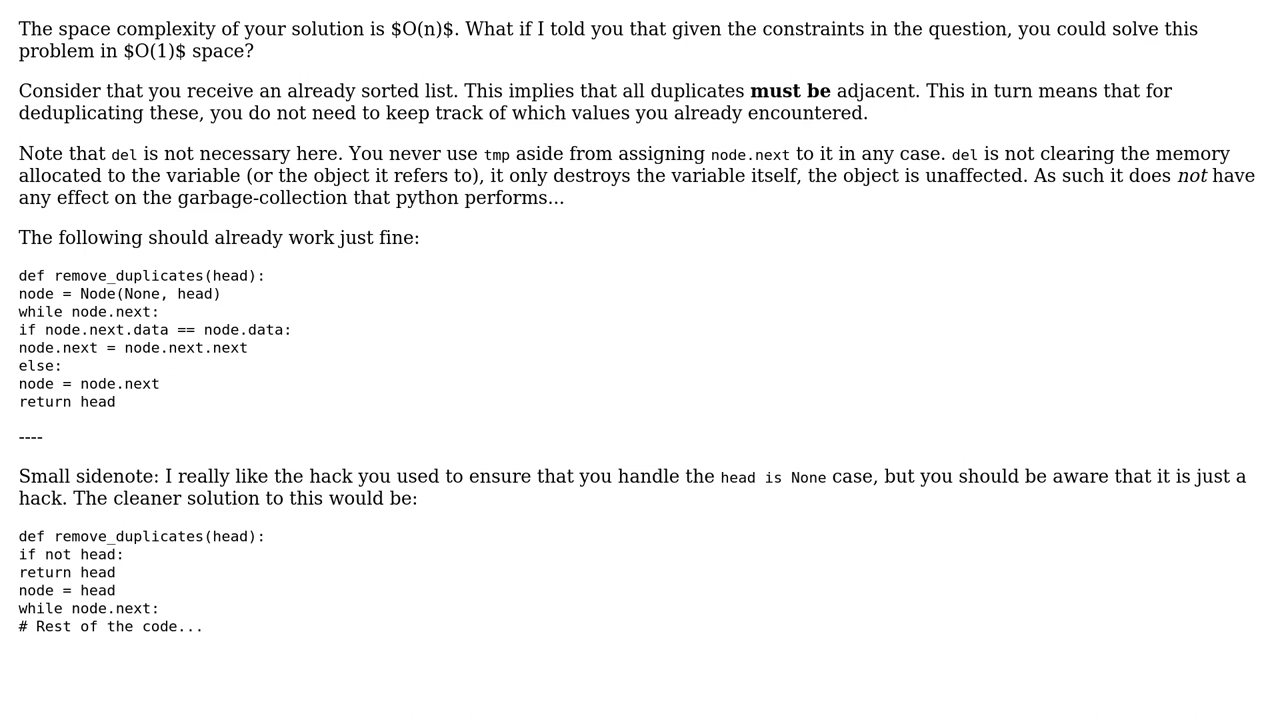 The space complexity of your solution is $O(n)$. What if I told you that given the constraints in the question, you could solve this
problem in $O(1)$ space?
Consider that you receive an already sorted list. This implies that all duplicates must be adjacent. This in turn means that for
deduplicating these, you do not need to keep track of which values you already encountered.
Note that del is not necessary here. You never use tmp aside from assigning node.next to it in any case. del is not clearing the memory
allocated to the variable (or the object it refers to), it only destroys the variable itself, the object is unaffected. As such it does not have
any effect on the garbage-collection that python performs...
The following should already work just fine:
def remove_duplicates(head):
node = Node(None, head)
while node.next:
if node.next.data == node.data:
node.next = node.next.next
else:
node = node.next
return head
----
Small sidenote: I really like the hack you used to ensure that you handle the head is None case, but you should be aware that it is just a
hack. The cleaner solution to this would be:
def remove_duplicates(head):
if not head:
return head
node = head
while node.next:
# Rest of the code...